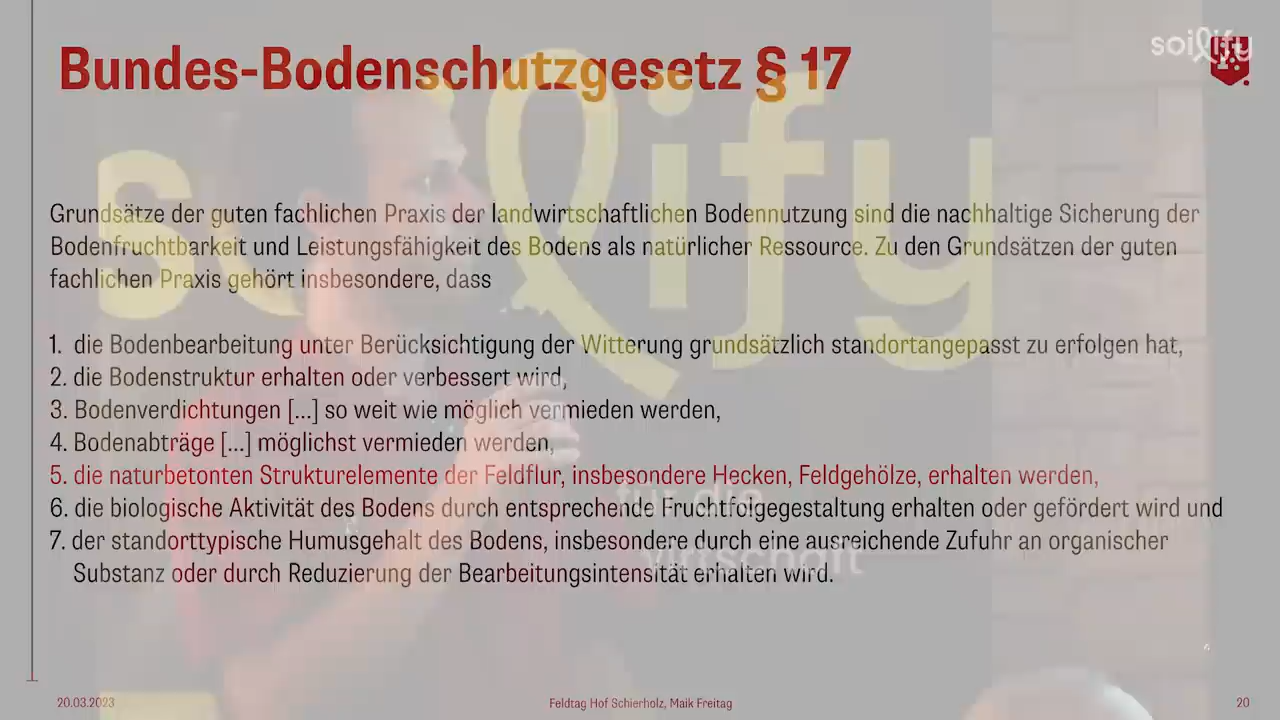 Bundes-Bodenschutzgesetz § 17
soilify
soilify
Grundsätze der guten fachlichen Praxis der landwirtschaftlichen Bodennutzung sind die nachhaltige Sicherung der
Bodenfruchtbarkeit und Leistungsfähigkeit des Bodens als natürlicher Ressource. Zu den Grundsätzen der guten
fachlichen Praxis gehört insbesondere, dass
1. die Bodenbearbeitung unter Berücksichtigung der Witterung grundsätzlich standortangepasst zu erfolgen hat,
2. die Bodenstruktur erhalten oder verbessert wird,
3. Bodenverdichtungen [...] so weit wie möglich vermieden werden,
4. Bodenabträge [...] möglichst vermieden werden,
5. die naturbetonten Strukturelemente der Feldflur, insbesondere Hecken, Feldgehölze, erhalten werden,
für die
6. die biologische Aktivität des Bodens durch entsprechende Fruchtfolgegestaltung erhalten oder gefördert wird und
7. der standorttypische Humusgehalt des Bodens, insbesondere durch eine ausreichende Zufuhr an organischer
wirtschaft
Substanz oder durch Reduzierung der Bearbeitungsintensität erhalten wird.
20.03.2023
Feldtag Hof Schierholz, Maik Freitag
20